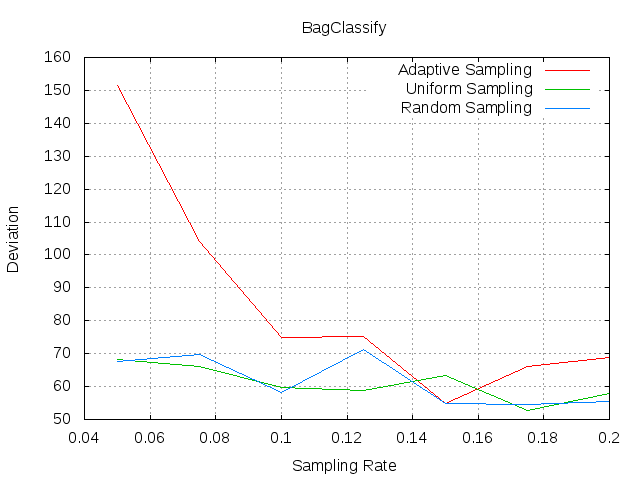 BagClassify
Adaptive Sampling
Uniform Sampling
Random Sampling
160
150
140
130
120
110
100
90
80
70
60
50
Deviation
0.04 0.06 0.08 0.1 0.12 0.14 0.16 0.18 0.2
Sampling Rate